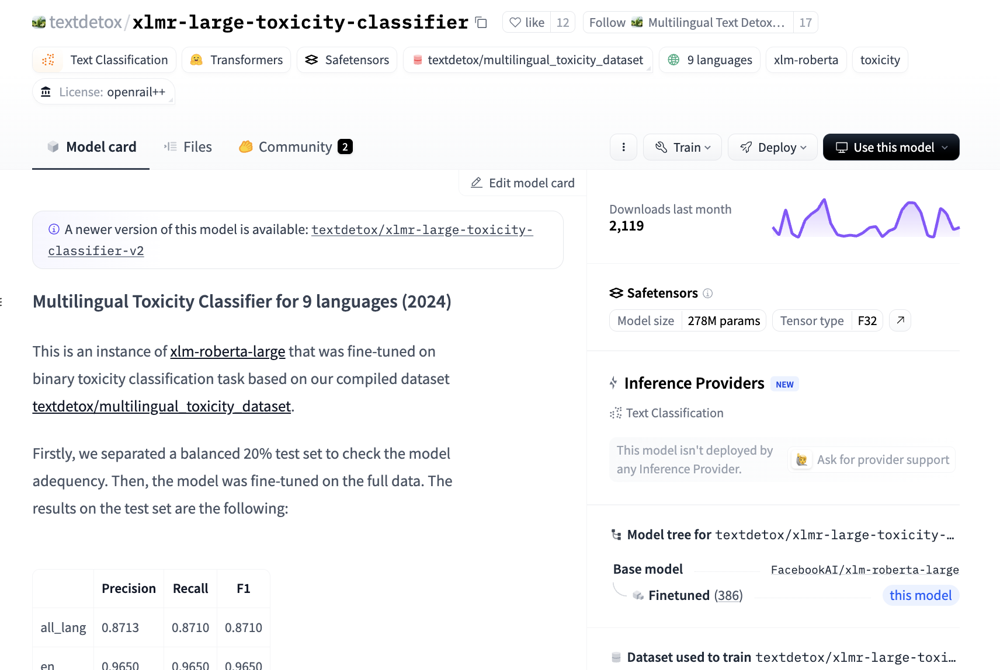 textdetox/xlmr-large-toxicity-classifier like 12 Follow Multilingual Text Detox... 17
Text Classification Transformers Safetensors textdetox/multilingual_toxicity_dataset 9 languages xlm-roberta toxicity
License: openrail++
Model card Files Community 2 Train Deploy Use this model
Edit model card
A newer version of this model is available: textdetox/xlmr-large-toxicity-
classifier-v2
Multilingual Toxicity Classifier for 9 languages (2024)
This is an instance of xlm-roberta-large that was fine-tuned on
binary toxicity classification task based on our compiled dataset
textdetox/multilingual_toxicity_dataset.
Firstly, we separated a balanced 20% test set to check the model
adequency. Then, the model was fine-tuned on the full data. The
results on the test set are the following:
Precision Recall F1
all_lang 0.8713 0.8710 0.8710
en 0.9650 0.9650 0.9650
Downloads last month
2,119
Safetensors
Model size 278M params Tensor type F32
Inference Providers NEW
Text Classification
This model isn't deployed by
any Inference Provider.
Ask for provider support
Model tree for textdetox/xlmr-large-toxicity-...
Base model FacebookAI/xlm-roberta-large
Finetuned (386) this model
Dataset used to train textdetox/xlmr-large-toxi...